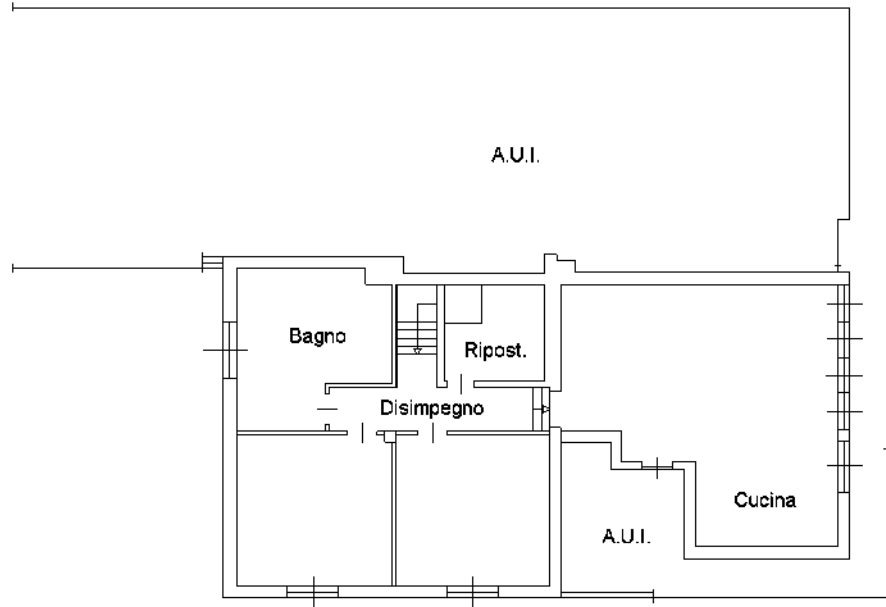 A.U.I.
Bagno
Ripost.
Disimpegno
Cucina
A.U.I.